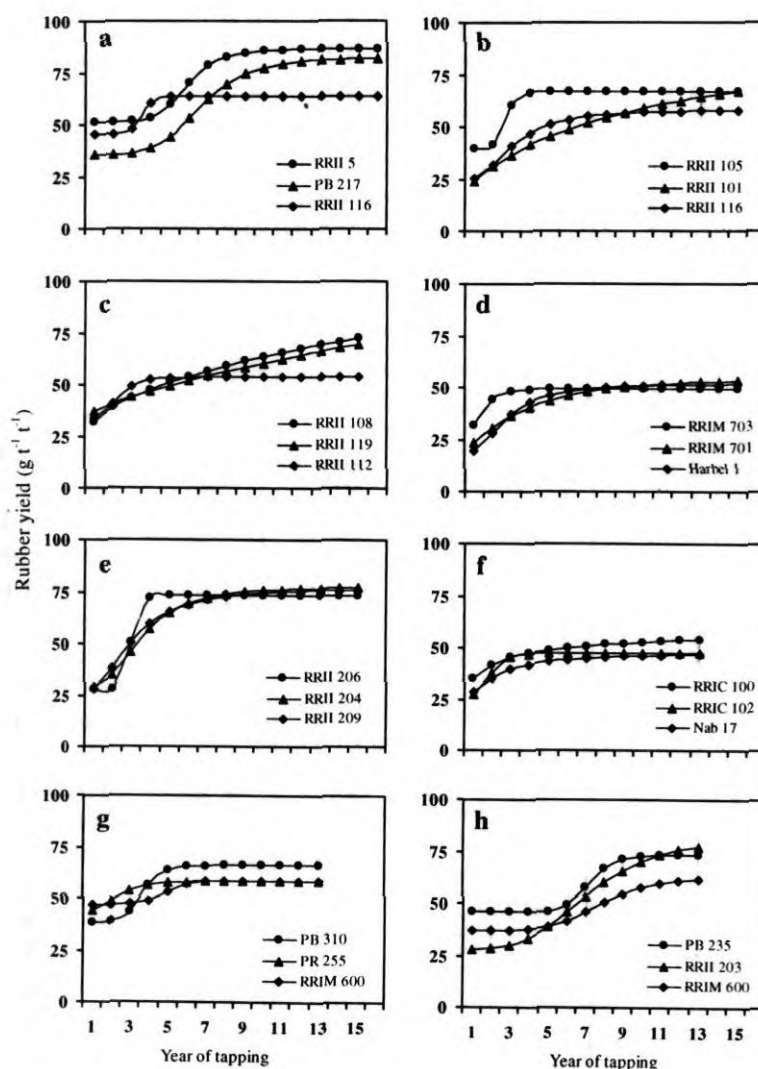 a
100
75
50
25
0
RRII 5
PB 217
RRII 116
b
100
75
50
25
0
RRII 105
RRII 101
RRII 116
c
100
75
50
25
0
RRII 108
RRII 119
RRII 112
d
100
75
50
25
0
RRIM 703
RRIM 701
Harbel 1
Rubber yield (g t⁻¹ t⁻¹)
e
100
75
50
25
0
RRII 206
RRII 204
RRII 209
f
100
75
50
25
0
RRIC 100
RRIC 102
Nab 17
g
100
75
50
25
0
PB 310
PR 255
RRIM 600
1 3 5 7 9 11 13 15
Year of tapping
h
100
75
50
25
0
PB 235
RRII 203
RRIM 600
1 3 5 7 9 11 13 15
Year of tapping